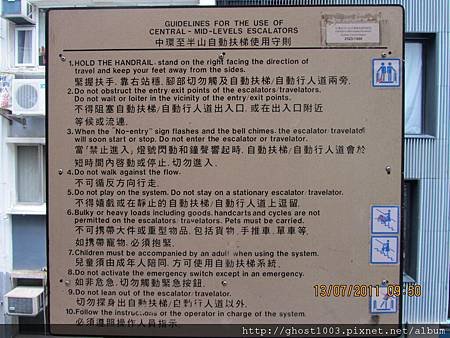 GUIDELINES FOR THE USE OF
CENTRAL - MID-LEVELS ESCALATORS
中環至半山自動扶梯使用守則
1.HOLD THE HANDRAIL, stand on the right facing the direction of
travel and keep your feet away from the sides.
緊握扶手, 靠右站穩, 腳部切勿觸及自動扶梯/自動行人道兩旁.
2.Do not obstruct the entry/exit points of the escalators/travelators.
Do not wait or loiter in the vicinity of the entry/exit points.
不得阻塞自動扶梯/自動行人道出入口, 或在出入口附近
等候或流連.
3.When the "No-entry" sign flashes and the bell chimes, the escalator/travelator
will soon start or stop. Do not enter the escalator or travelator.
當「禁止進入」燈號閃動和鐘聲響起時, 自動扶梯/自動行人道會於
短時間內啓動或停止, 切勿進入.
4.Do not walk against the flow.
不可循反方向行走.
5.Do not play on the system. Do not stay on a stationary escalator/travelator.
不得嬉戲或在靜止的自動扶梯/自動行人道上逗留.
6.Bulky or heavy loads including goods, handcarts and cycles are not
permitted on the escalators/travelators. Pets must be carried.
不可携帶大件或重型物品, 包括貨物, 手推車, 單車等.
如携帶寵物, 必須抱緊.
7.Children must be accompanied by an adult when using the system.
兒童須由成年人陪同, 方可使用自動扶梯系統.
8.Do not activate the emergency switch except in an emergency.
如非危急, 切勿觸動緊急按鈕.
9.Do not lean out of the escalator/travelator.
切勿探身出自動扶梯/自動行人道以外.
10.Follow the instructions of the operator in charge of the system.
必須遵照操作人員指示.
13/07/2011 09:50
http://ghost1003.pixnet.net/album